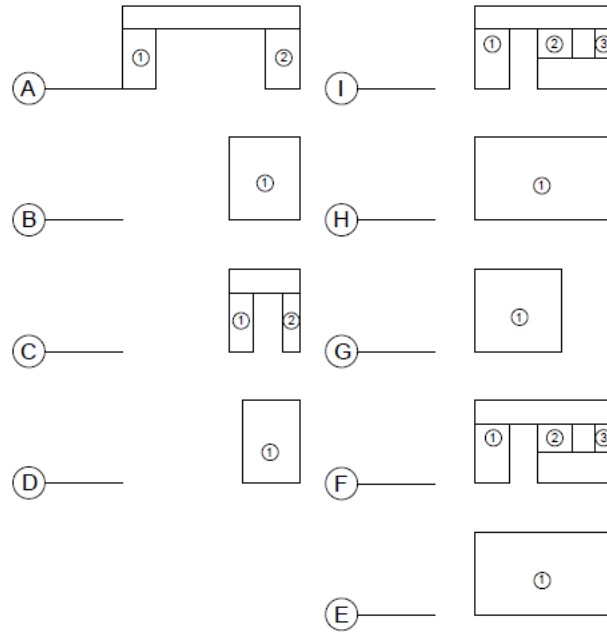 A ① ②
I ① ② ③
B ①
H ①
C ① ②
G ①
D ①
F ① ② ③
E ①